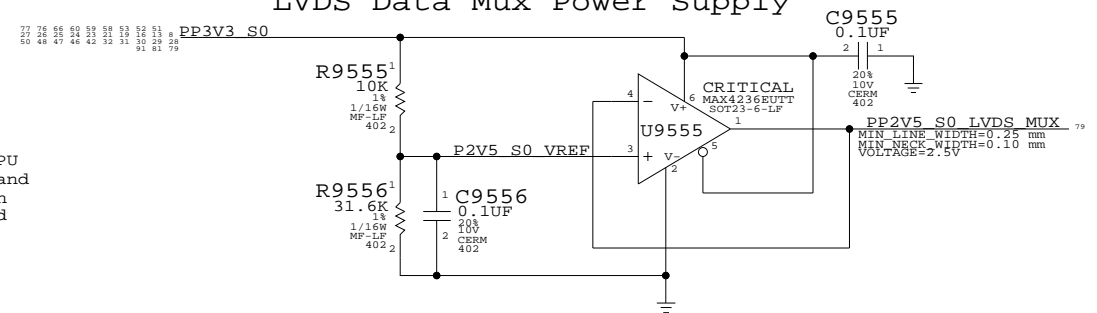 LVDS Data Mux Power Supply
77 76 66 60 59 58 53 52 51
27 26 25 24 23 21 19 16 13 8
50 48 47 46 42 32 31 30 29 28
91 81 79
PP3V3_S0
C9555
0.1UF
2 1
20%
10V
CERM
402
R9555
1
10K
1%
1/16W
MF-LF
402
2
CRITICAL
MAX4236EUTT
SOT23-6-LF
4
6
V+
U9555
1
PP2V5_S0_LVDS_MUX
79
MIN_LINE_WIDTH=0.25 mm
MIN_NECK_WIDTH=0.10 mm
VOLTAGE=2.5V
P2V5_S0_VREF
3
V-
5
2
PU
and
n
d
R9556
1
31.6K
1%
1/16W
MF-LF
402
2
1
C9556
0.1UF
20%
10V
2
CERM
402